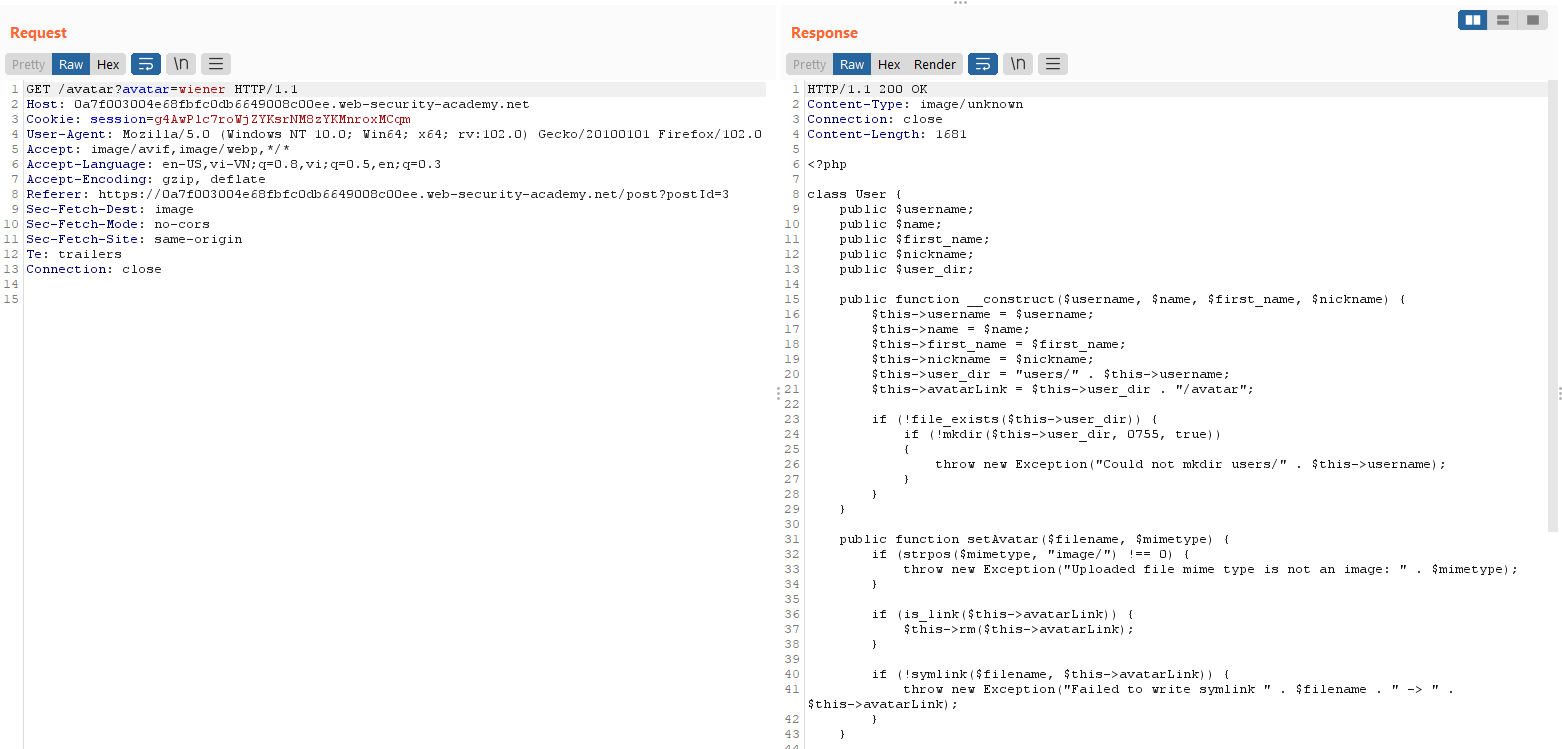 Request
Pretty Raw Hex \n
1 GET /avatar?avatar=wiener HTTP/1.1
2 Host: 0a7f003004e68fbfc0db6649008c00ee.web-security-academy.net
3 Cookie: session=g4AwPlc7roWjZYKsrNM8zYKMnroxMCqm
4 User-Agent: Mozilla/5.0 (Windows NT 10.0; Win64; x64; rv:102.0) Gecko/20100101 Firefox/102.0
5 Accept: image/avif,image/webp,*/*
6 Accept-Language: en-US,vi-VN;q=0.8,vi;q=0.5,en;q=0.3
7 Accept-Encoding: gzip, deflate
8 Referer: https://0a7f003004e68fbfc0db6649008c00ee.web-security-academy.net/post?postId=3
9 Sec-Fetch-Dest: image
10 Sec-Fetch-Mode: no-cors
11 Sec-Fetch-Site: same-origin
12 Te: trailers
13 Connection: close
14
15
Response
Pretty Raw Hex Render \n
1 HTTP/1.1 200 OK
2 Content-Type: image/unknown
3 Connection: close
4 Content-Length: 1681
5
6 <?php
7
8 class User {
9 public $username;
10 public $name;
11 public $first_name;
12 public $nickname;
13 public $user_dir;
14
15 public function __construct($username, $name, $first_name, $nickname) {
16 $this->username = $username;
17 $this->name = $name;
18 $this->first_name = $first_name;
19 $this->nickname = $nickname;
20 $this->user_dir = "users/" . $this->username;
21 $this->avatarLink = $this->user_dir . "/avatar";
22
23 if (!file_exists($this->user_dir)) {
24 if (!mkdir($this->user_dir, 0755, true))
25 {
26 throw new Exception("Could not mkdir users/" . $this->username);
27 }
28 }
29 }
30
31 public function setAvatar($filename, $mimetype) {
32 if (strpos($mimetype, "image/") !== 0) {
33 throw new Exception("Uploaded file mime type is not an image: " . $mimetype);
34 }
35
36 if (is_link($this->avatarLink)) {
37 $this->rm($this->avatarLink);
38 }
39
40 if (!symlink($filename, $this->avatarLink)) {
41 throw new Exception("Failed to write symlink " . $filename . " -> " .
$this->avatarLink);
42 }
43 }
44